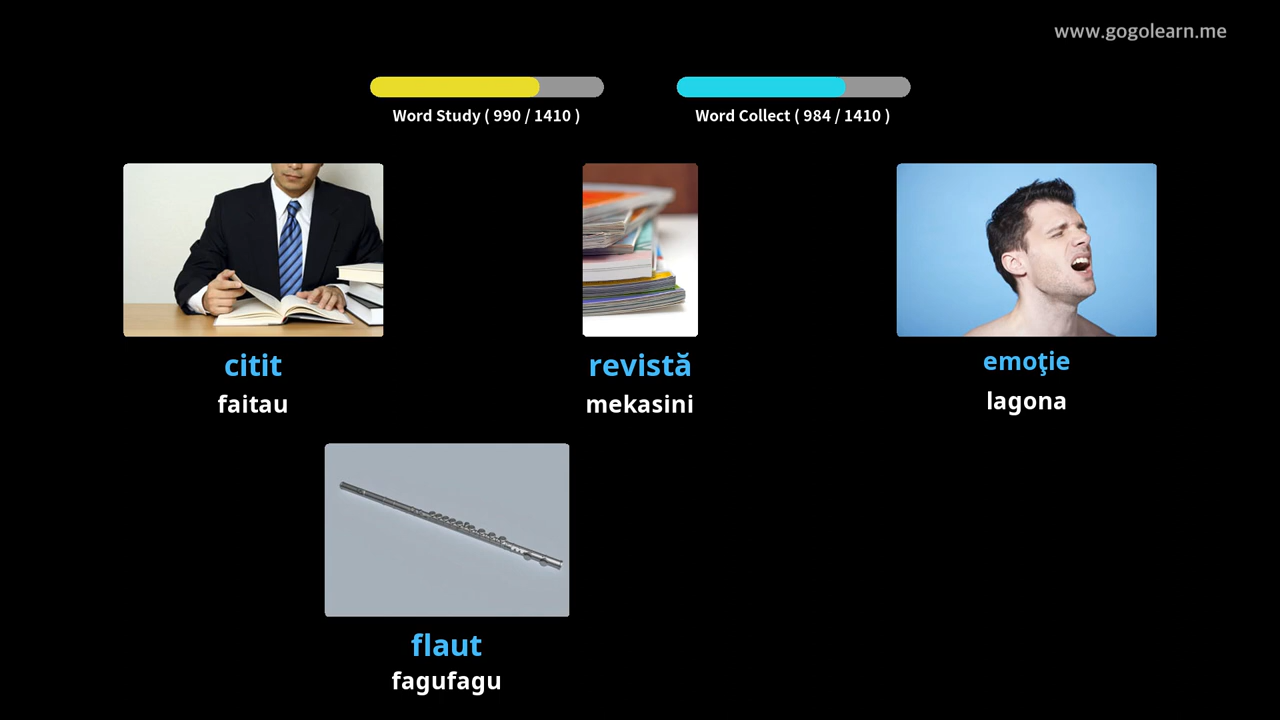 www.gogolearn.me
Word Study ( 990 / 1410 )
Word Collect ( 984 / 1410 )
citit
faitau
revistă
mekasini
emoţie
lagona
flaut
fagufagu